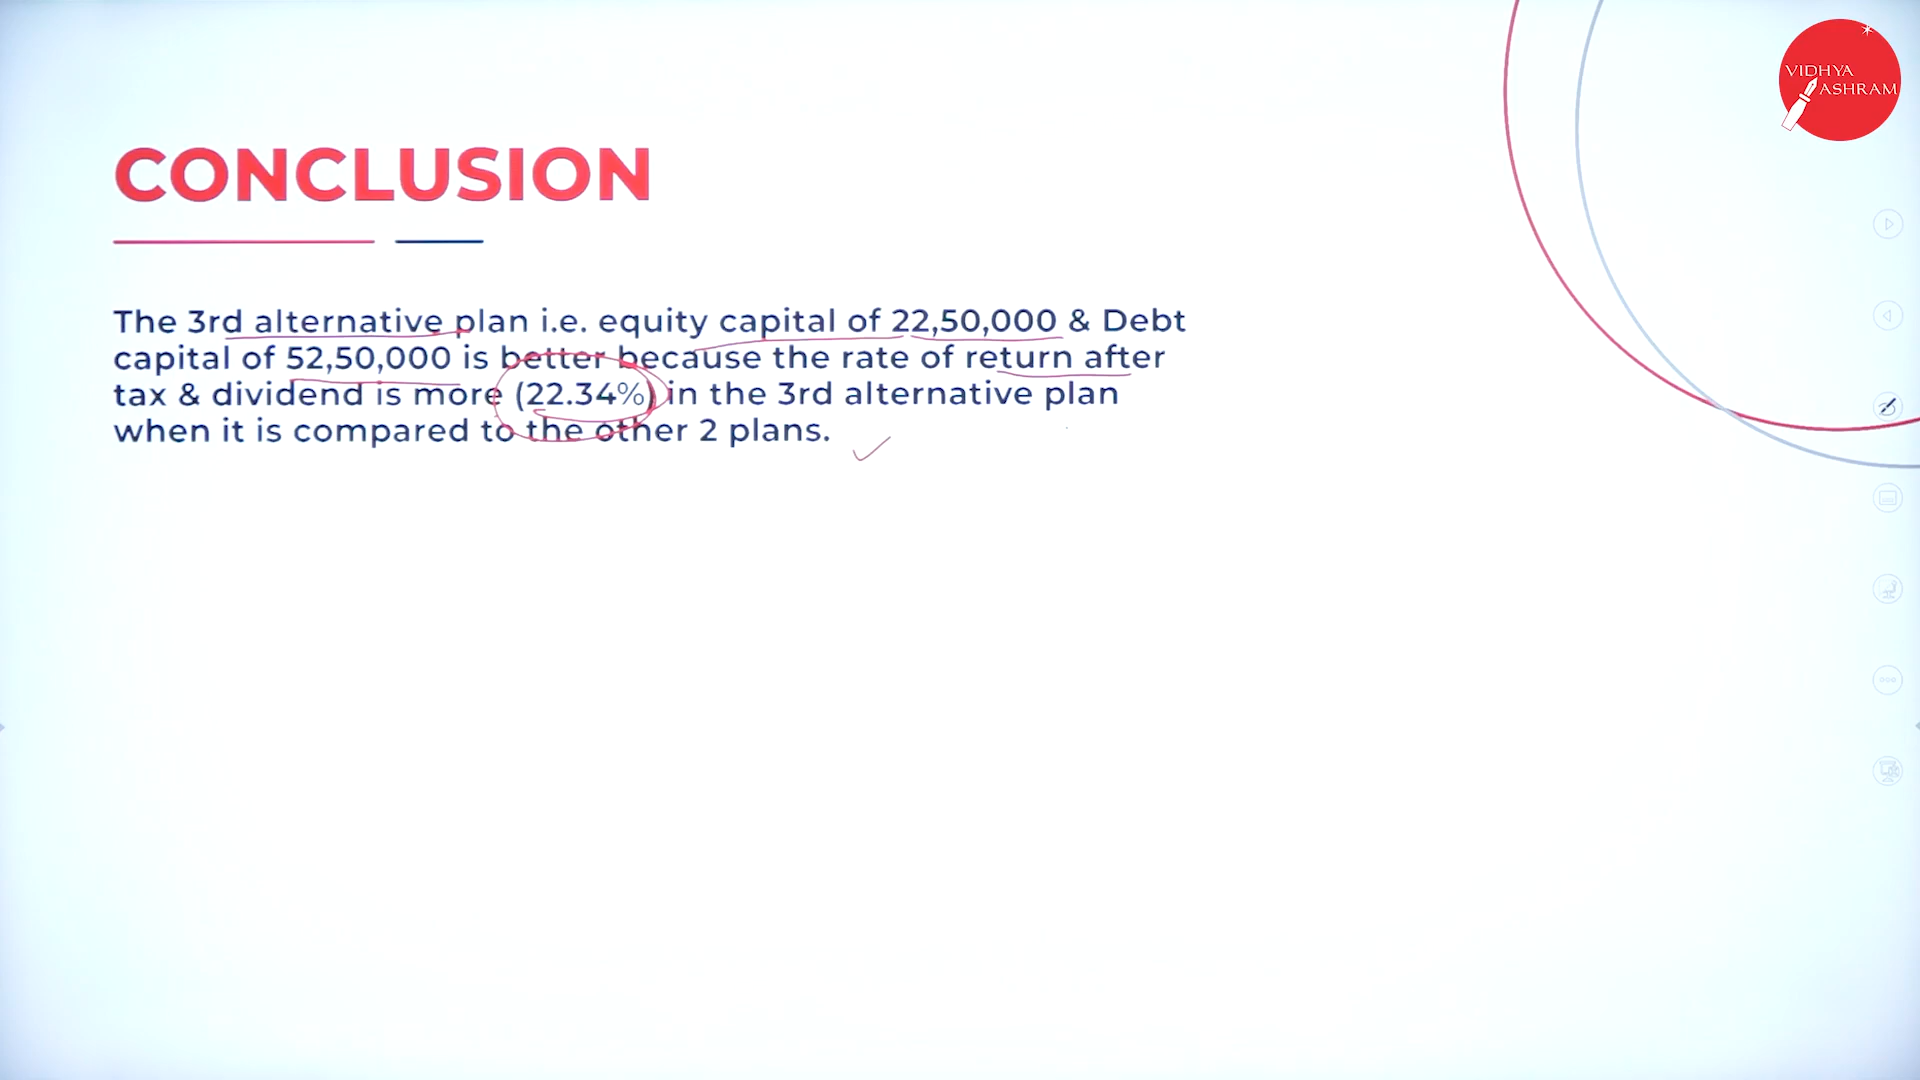 VIDHYA
ASHRAM
CONCLUSION
The 3rd alternative plan i.e. equity capital of 22,50,000 & Debt
capital of 52,50,000 is better because the rate of return after
tax & dividend is more (22.34%) in the 3rd alternative plan
when it is compared to the other 2 plans.